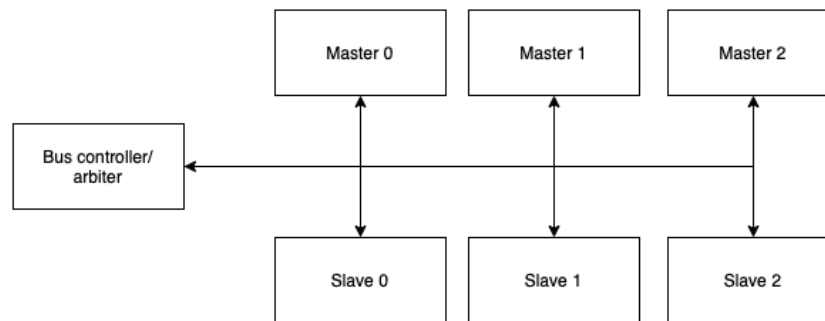 Master 0
Master 1
Master 2
Bus controller/
arbiter
Slave 0
Slave 1
Slave 2